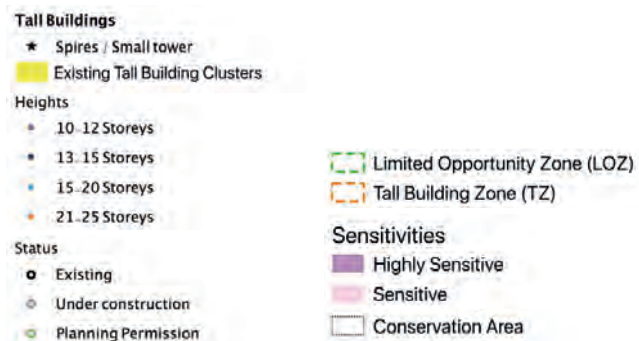 Tall Buildings
Spires / Small tower
Existing Tall Building Clusters
Heights
10-12 Storeys
13-15 Storeys
15-20 Storeys
21-25 Storeys
Status
Existing
Under construction
Planning Permission
Limited Opportunity Zone (LOZ)
Tall Building Zone (TZ)
Sensitivities
Highly Sensitive
Sensitive
Conservation Area